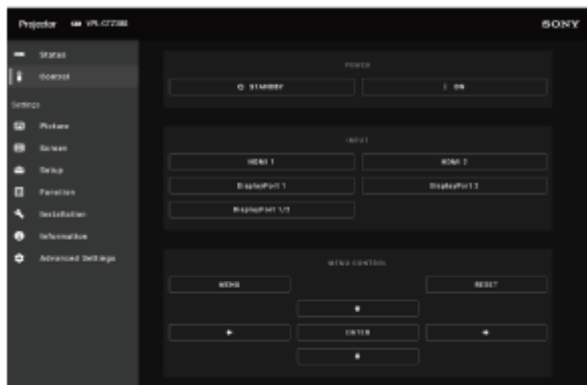 Projector
SONY
Status
Control
Settings
Picture
Screen
Setup
Function
Installation
Information
Advanced Settings
POWER
STANDBY
ON
INPUT
HDMI 1
HDMI 2
DisplayPort 1
DisplayPort 2
DisplayPort 1/2
MENU CONTROL
MENU
RESET
ENTER